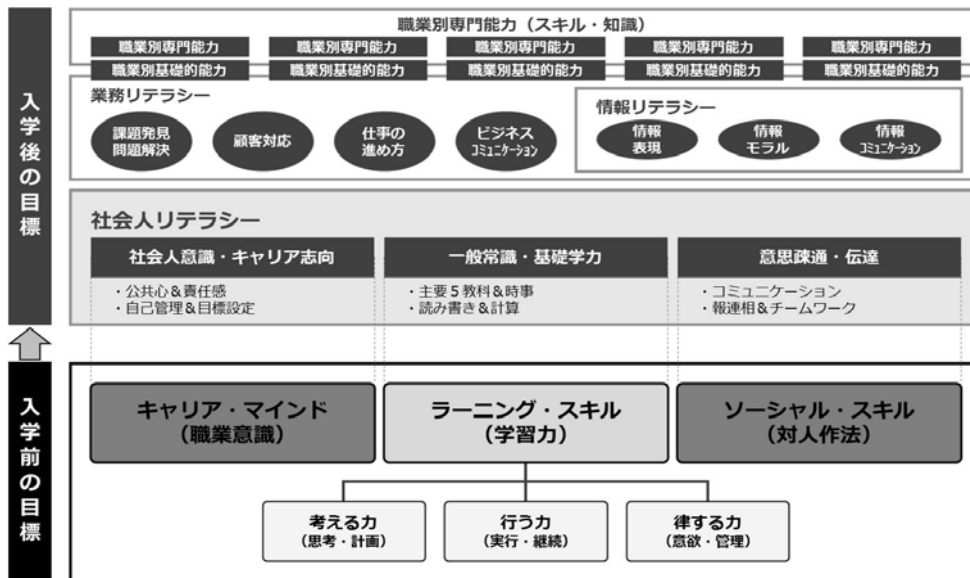 入学後の目標
職業別専門能力（スキル・知識）
職業別専門能力 職業別専門能力 職業別専門能力 職業別専門能力 職業別専門能力
職業別基礎的能力 職業別基礎的能力 職業別基礎的能力 職業別基礎的能力 職業別基礎的能力
業務リテラシー
課題発見
問題解決
顧客対応
仕事の
進め方
ビジネス
コミュニケーション
情報リテラシー
情報
表現
情報
モラル
情報
コミュニケーション
社会人リテラシー
社会人意識・キャリア志向
・公共心＆責任感
・自己管理＆目標設定
一般常識・基礎学力
・主要５教科＆時事
・読み書き＆計算
意思疎通・伝達
・コミュニケーション
・報連相＆チームワーク
入学前の目標
キャリア・マインド
（職業意識）
ラーニング・スキル
（学習力）
ソーシャル・スキル
（対人作法）
考える力
（思考・計画）
行う力
（実行・継続）
律する力
（意欲・管理）